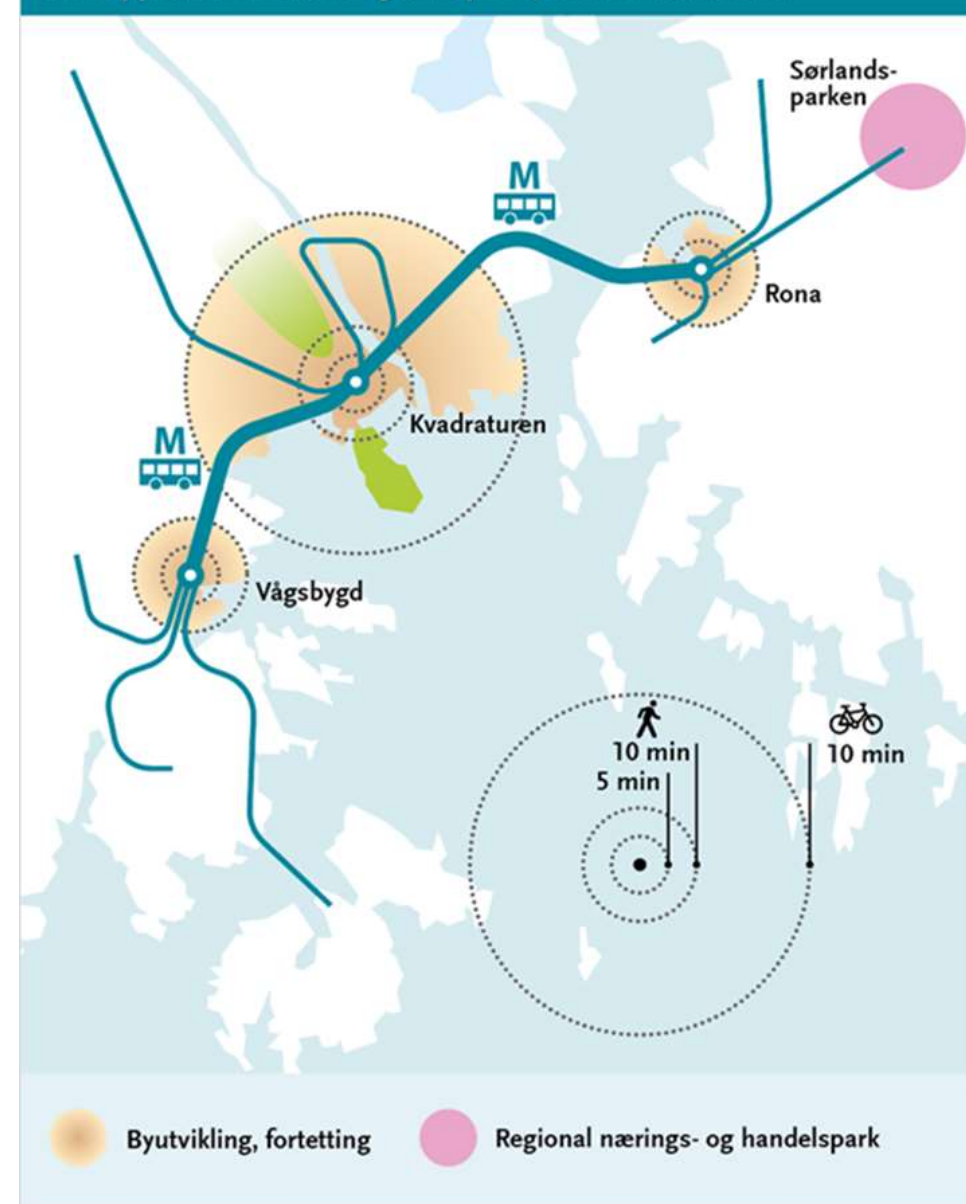 Sørlands-
parken
M
Rona
Kvadraturen
M
Vågsbygd
10 min
10 min
5 min
Byutvikling, fortetting
Regional nærings- og handelspark